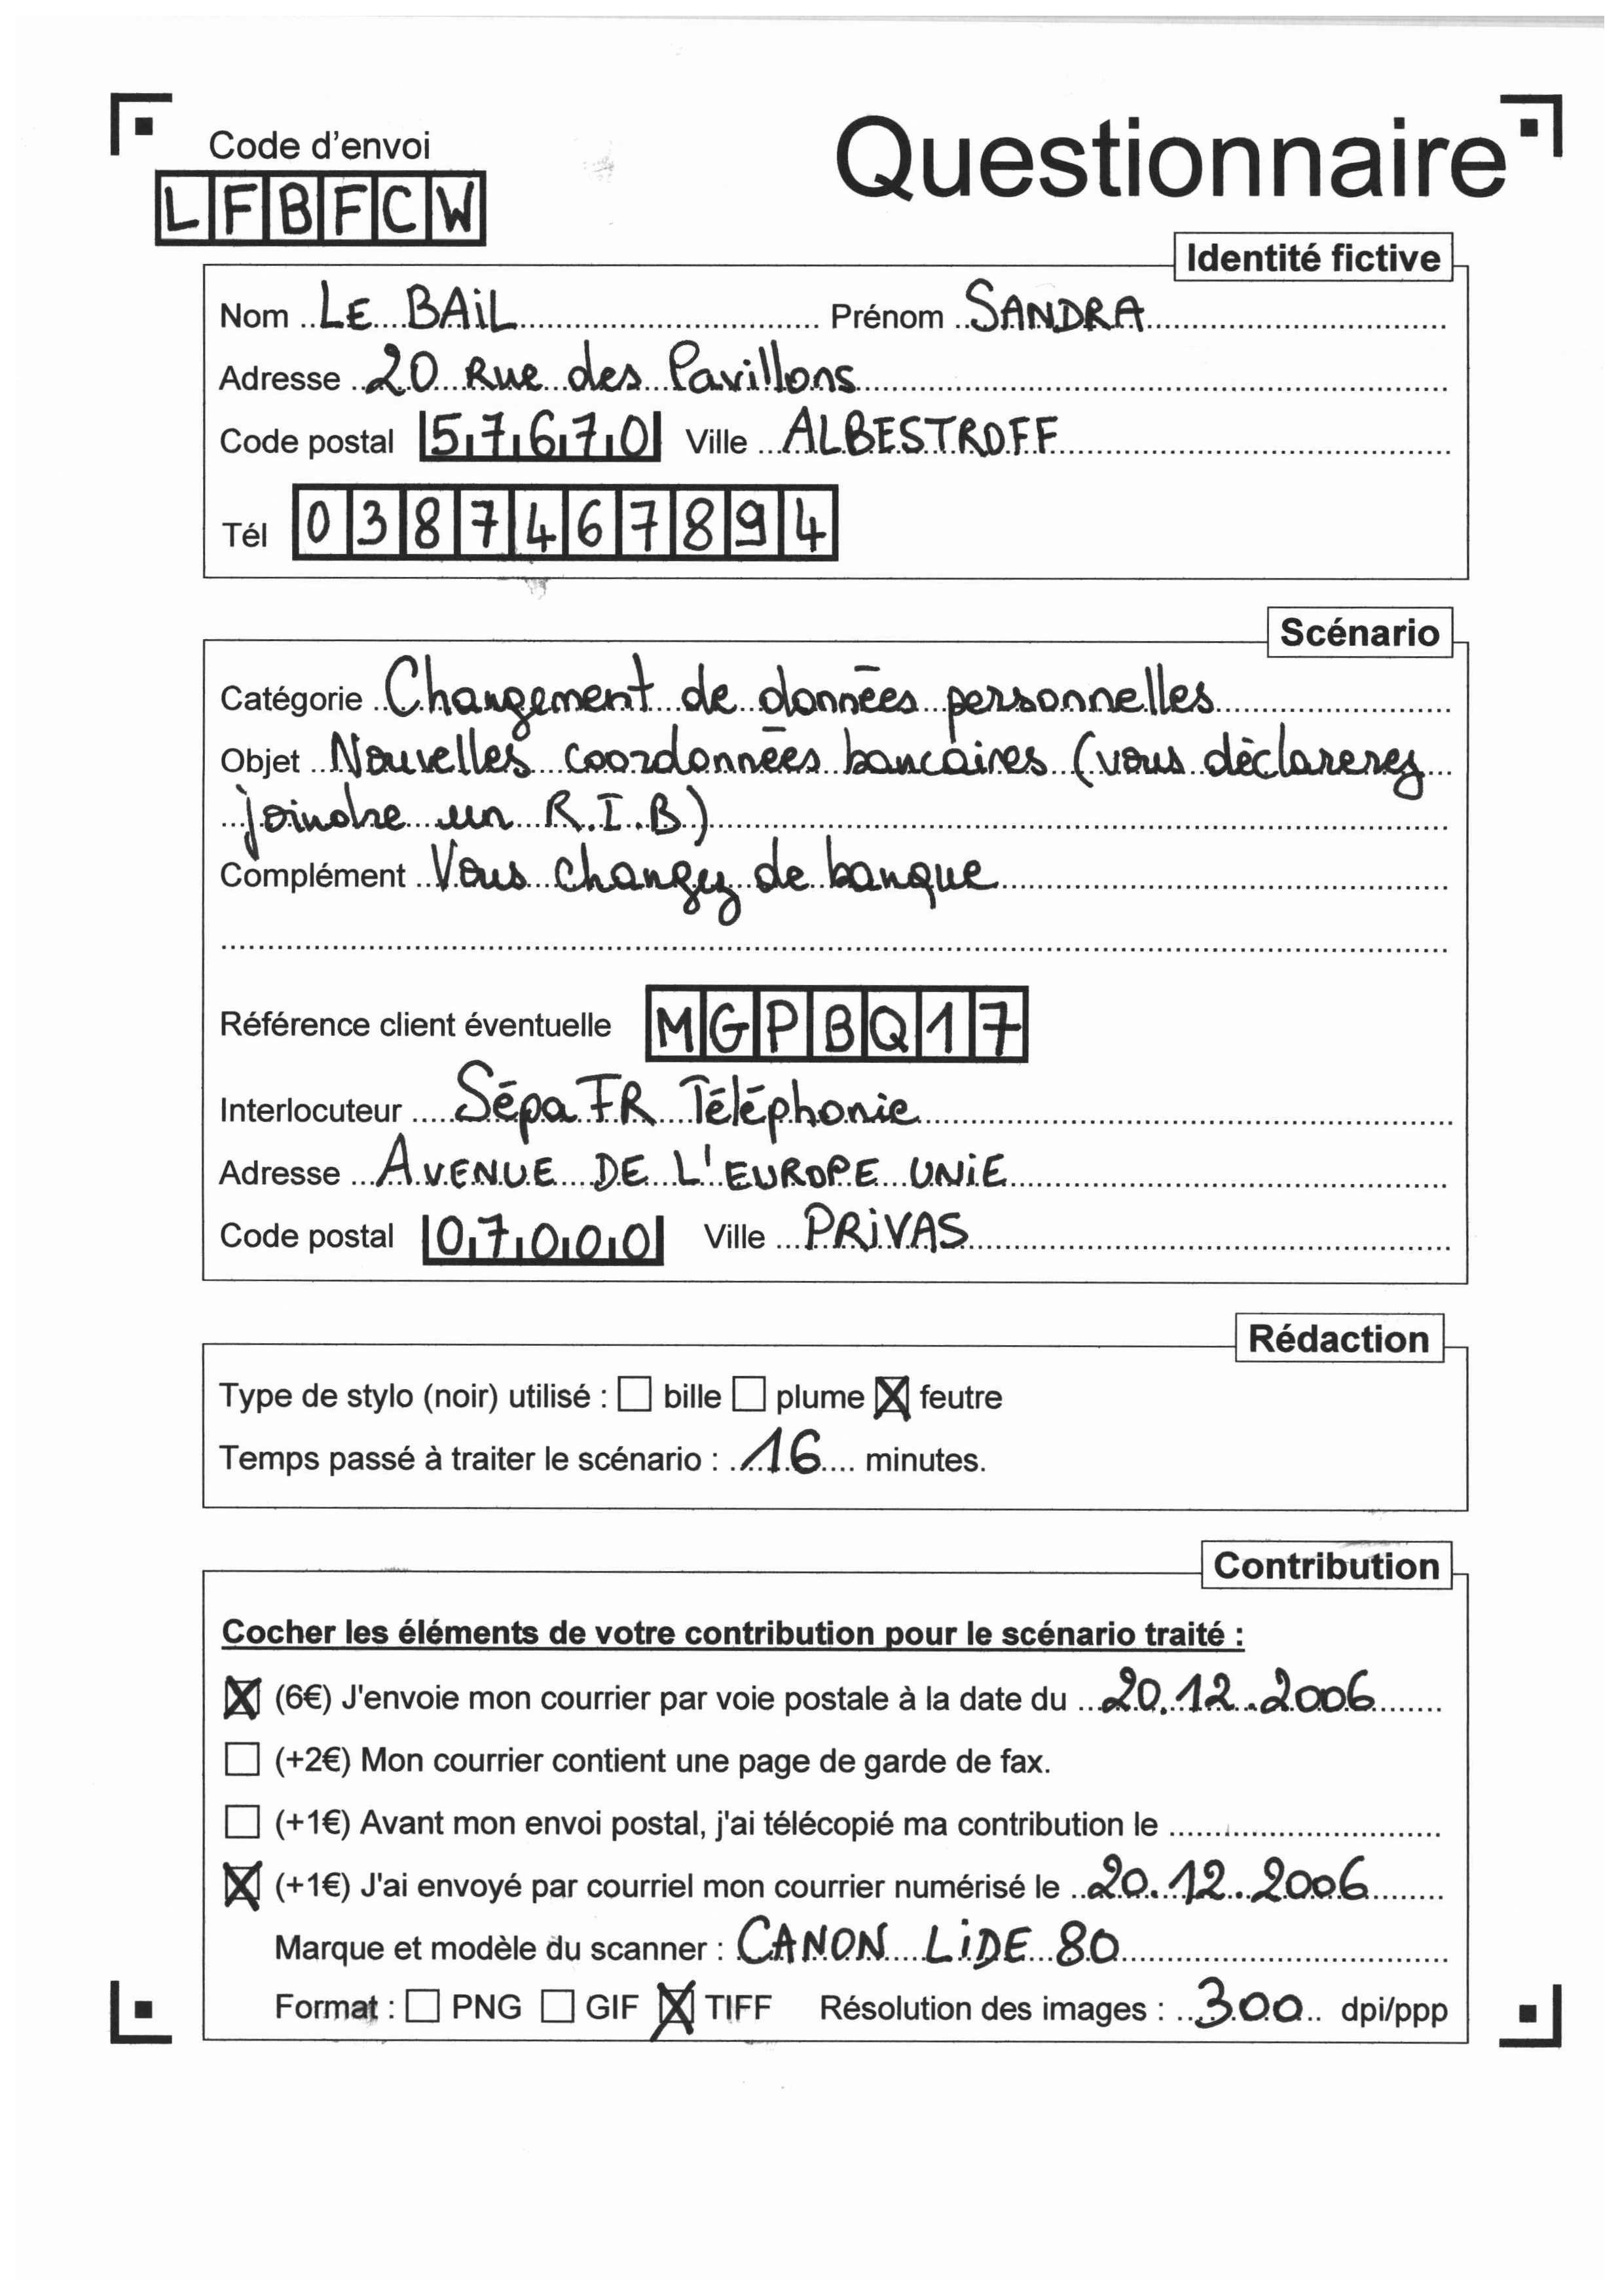 Code d'envoi
Questionnaire
LFBFCW
Identité fictive
Nom LE BAiL Prénom SANDRA
Adresse 20 Rue des Pavillons
Code postal 57670 Ville ALBESTROFF
Tél 0387467894
Scénario
Catégorie Changement de données personnelles
Objet Nouvelles coordonnées bancaires (vous déclarerez
joindre un R.I.B)
Complément Vous changez de banque
Référence client éventuelle MGPBQ17
Interlocuteur Sépa FR Téléphonie
Adresse AVENUE DE L'EUROPE UNiE
Code postal 07000 Ville PRiVAS
Rédaction
Type de stylo (noir) utilisé : ☐ bille ☐ plume ☒ feutre
Temps passé à traiter le scénario : 16 minutes.
Contribution
Cocher les éléments de votre contribution pour le scénario traité :
☒ (6€) J'envoie mon courrier par voie postale à la date du 20.12.2006
☐ (+2€) Mon courrier contient une page de garde de fax.
☐ (+1€) Avant mon envoi postal, j'ai télécopié ma contribution le
☒ (+1€) J'ai envoyé par courriel mon courrier numérisé le 20.12.2006
Marque et modèle du scanner : CANON LiDE 80
Format : ☐ PNG ☐ GIF ☒ TIFF Résolution des images : 300 dpi/ppp